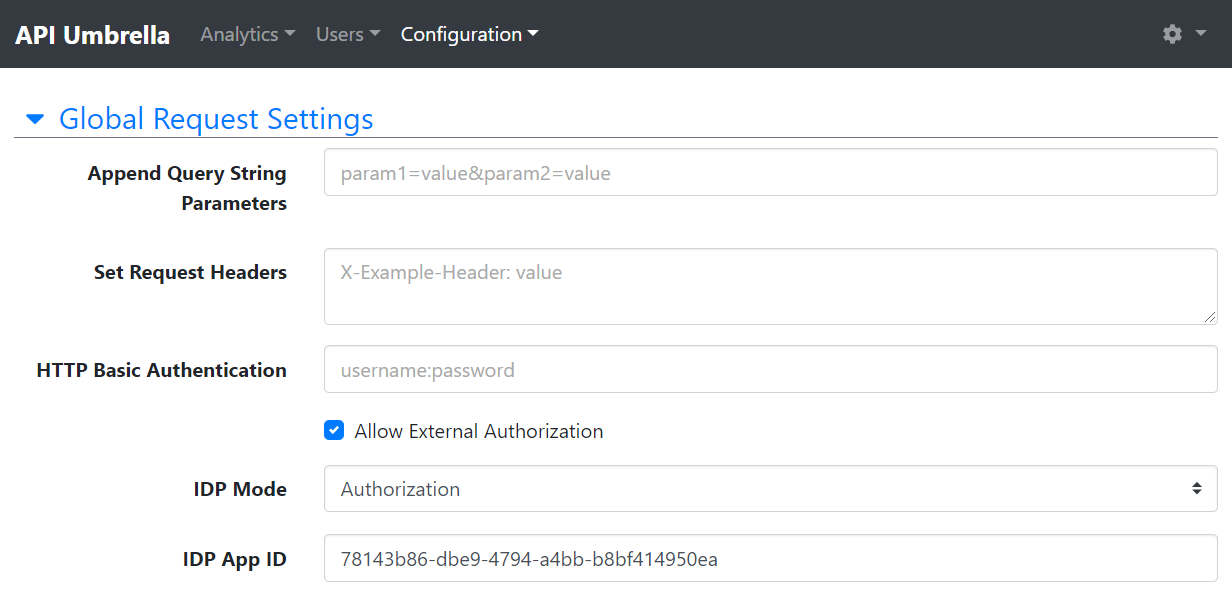 API Umbrella Analytics Users Configuration
Global Request Settings
Append Query String
Parameters
param1=value&param2=value
Set Request Headers
X-Example-Header: value
HTTP Basic Authentication
username:password
Allow External Authorization
IDP Mode
Authorization
IDP App ID
78143b86-dbe9-4794-a4bb-b8bf414950ea